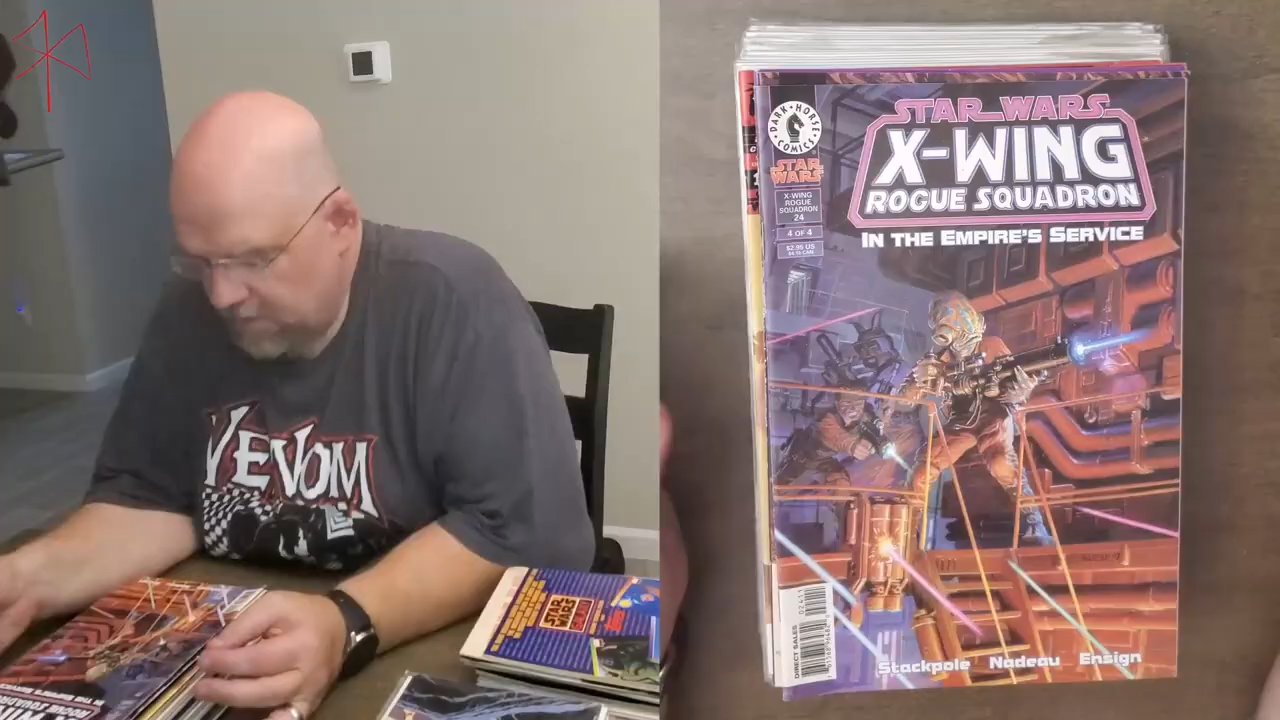 VENOM
STAR
WARS
DARK HORSE COMICS
STAR
WARS
X-WING
ROGUE
SQUADRON
24
4 OF 4
$2.95 US
STAR WARS
X-WING
ROGUE SQUADRON
IN THE EMPIRE'S SERVICE
DIRECT SALES
02411
Stackpole Nadeau Ensign